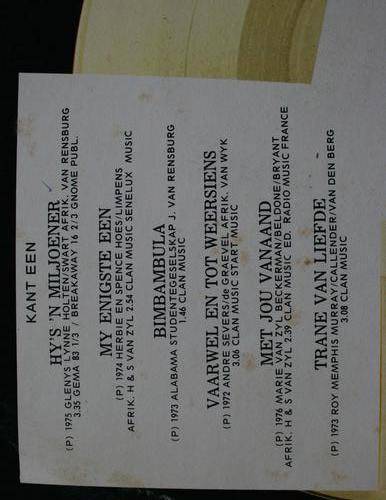 KANT EEN
HY'S 'N MILJOENER
(P) 1975 GLENYS LYNNE HOLTEN/SWART AFRIK. VAN RENSBURG
3.35 GEMA 83 1/3 / BREAKAWAY 16 2/3 GNOME PUBL.
MY ENIGSTE EEN
(P) 1974 HERBIE EN SPENCE HOES/LIMPENS
AFRIK. H & S VAN ZYL 2.54 CLAN MUSIC SENELUX MUSIC
BIMBAMBULA
(P) 1973 ALABAMA STUDENTEGESELSKAP J. VAN RENSBURG
1.46 CLAN MUSIC
VAARWEL EN TOT WEERSIENS
(P) 1972 ANDRE SEVERS/de GRAEVE/AFRIK. VAN WYK
3.06 CLAN MUSIC START MUSIC
MET JOU VANAAND
(P) 1976 MARIE VAN ZYL BECKERMAN/BELDONE/BRYANT
AFRIK. H & S VAN ZYL 2.39 CLAN MUSIC ED. RADIO MUSIC FRANCE
TRANE VAN LIEFDE
(P) 1973 ROY MEMPHIS MURRAY/CALLENDER/VAN DEN BERG
3.08 CLAN MUSIC